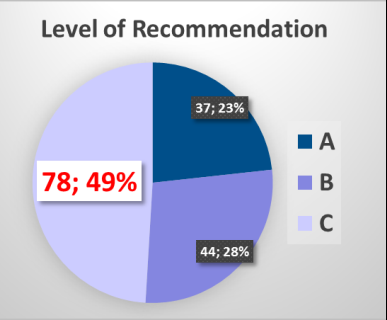 Level of Recommendation
37; 23%
78; 49%
44; 28%
A
B
C